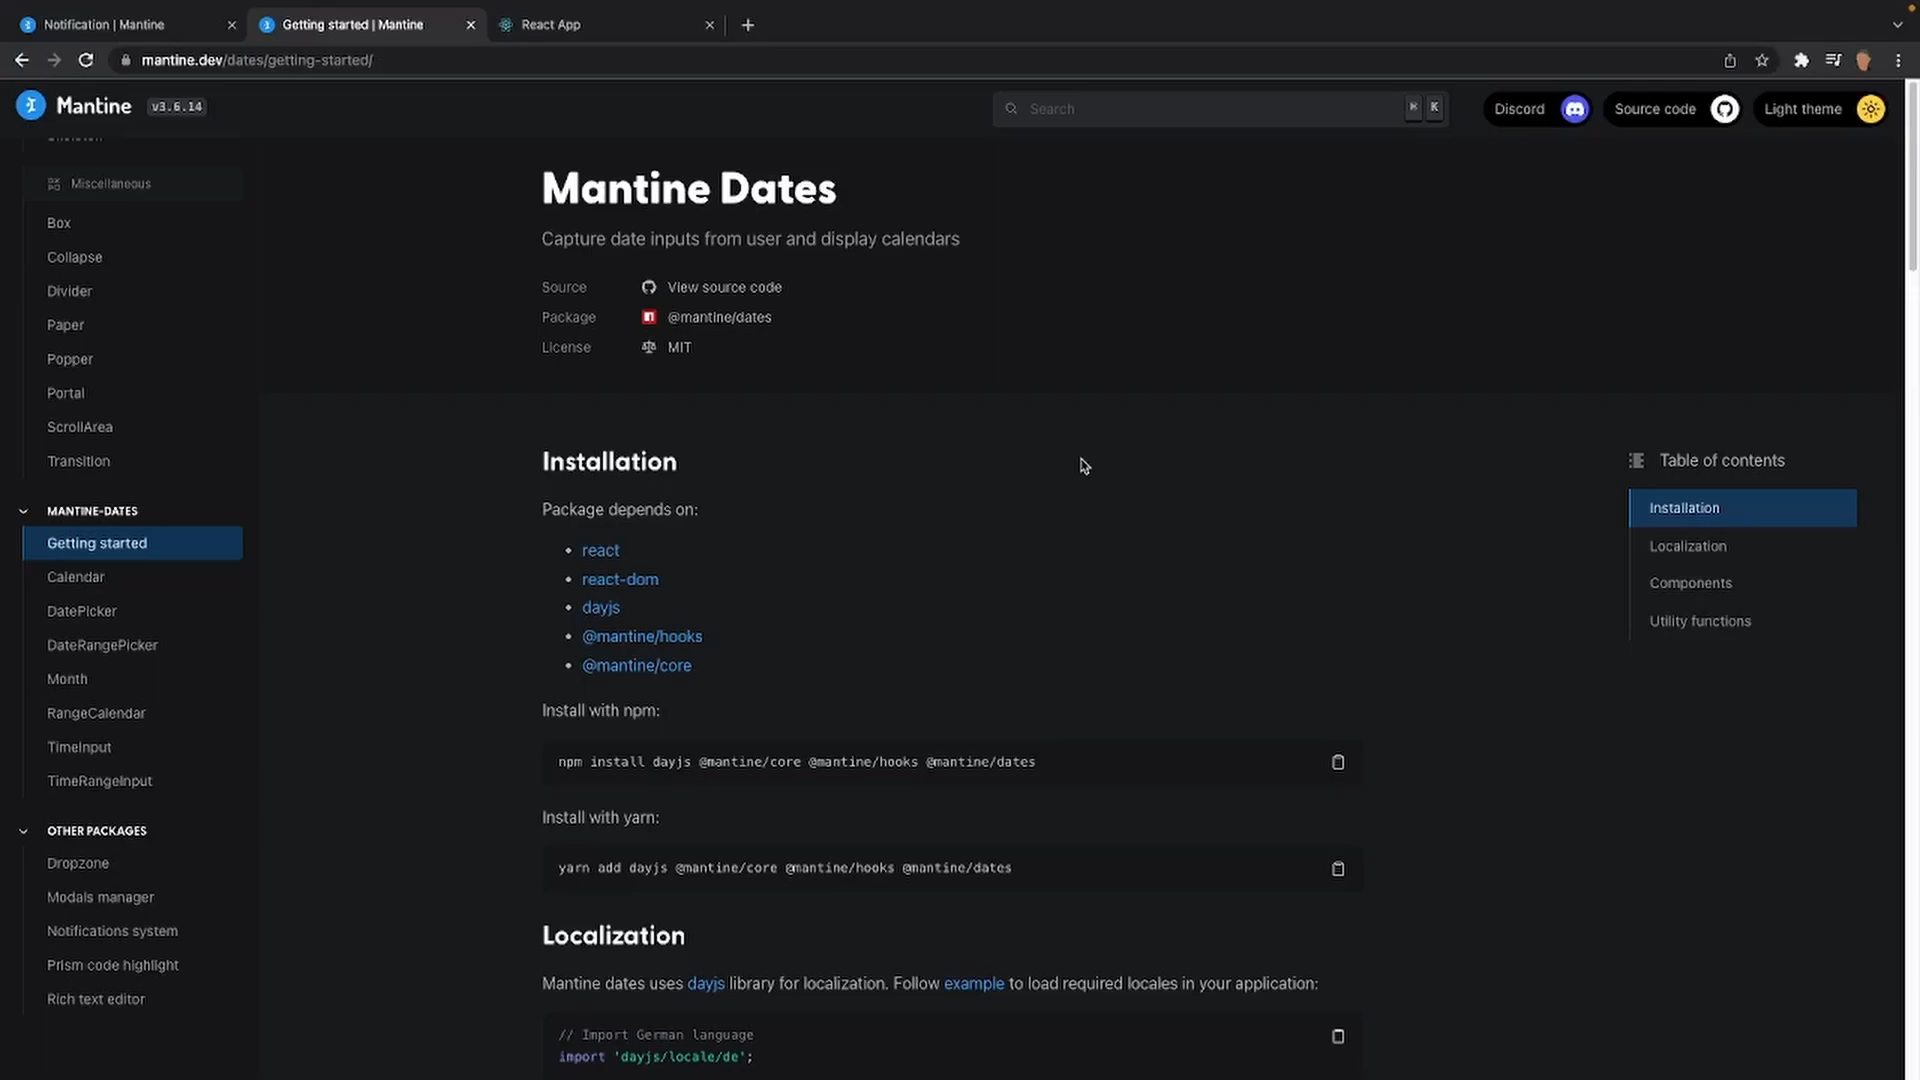 Notification | Mantine
Getting started | Mantine
React App
mantine.dev/dates/getting-started/
Mantine
v3.6.14
Search
⌘
K
Discord
Source code
Light theme
Skeleton
Miscellaneous
Box
Collapse
Divider
Paper
Popper
Portal
ScrollArea
Transition
MANTINE-DATES
Getting started
Calendar
DatePicker
DateRangePicker
Month
RangeCalendar
TimeInput
TimeRangeInput
OTHER PACKAGES
Dropzone
Modals manager
Notifications system
Prism code highlight
Rich text editor
Mantine Dates
Capture date inputs from user and display calendars
Source View source code
Package @mantine/dates
License MIT
Installation
Package depends on:
• react
• react-dom
• dayjs
• @mantine/hooks
• @mantine/core
Install with npm:
npm install dayjs @mantine/core @mantine/hooks @mantine/dates
Install with yarn:
yarn add dayjs @mantine/core @mantine/hooks @mantine/dates
Localization
Mantine dates uses dayjs library for localization. Follow example to load required locales in your application:
// Import German language
import 'dayjs/locale/de';
Table of contents
Installation
Localization
Components
Utility functions